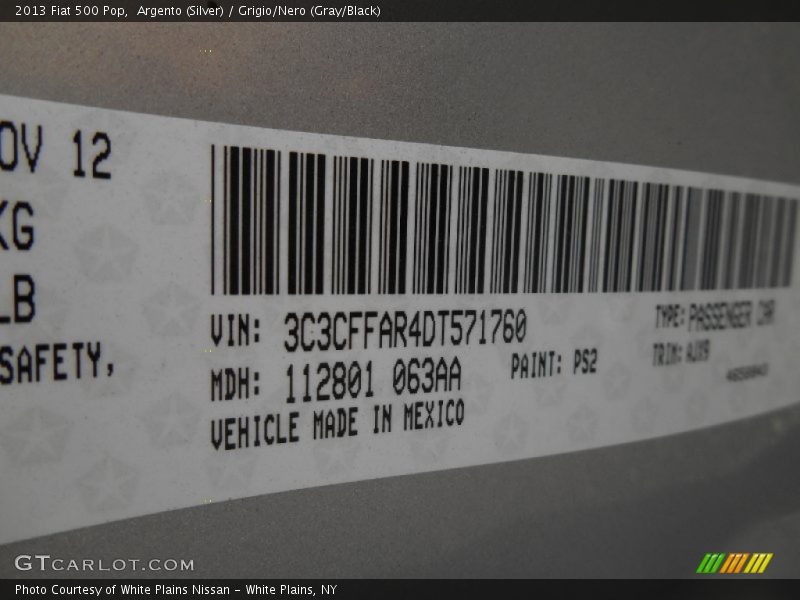 2013 Fiat 500 Pop,  Argento (Silver) / Grigio/Nero (Gray/Black)
OV 12
KG
LB
SAFETY,
VIN: 3C3CFFAR4DT571760
TYPE: PASSENGER CAR
MDH: 112801 063AA
PAINT: PS2
TRIM: AJX9
VEHICLE MADE IN MEXICO
GTCARLOT.COM
Photo Courtesy of White Plains Nissan - White Plains, NY